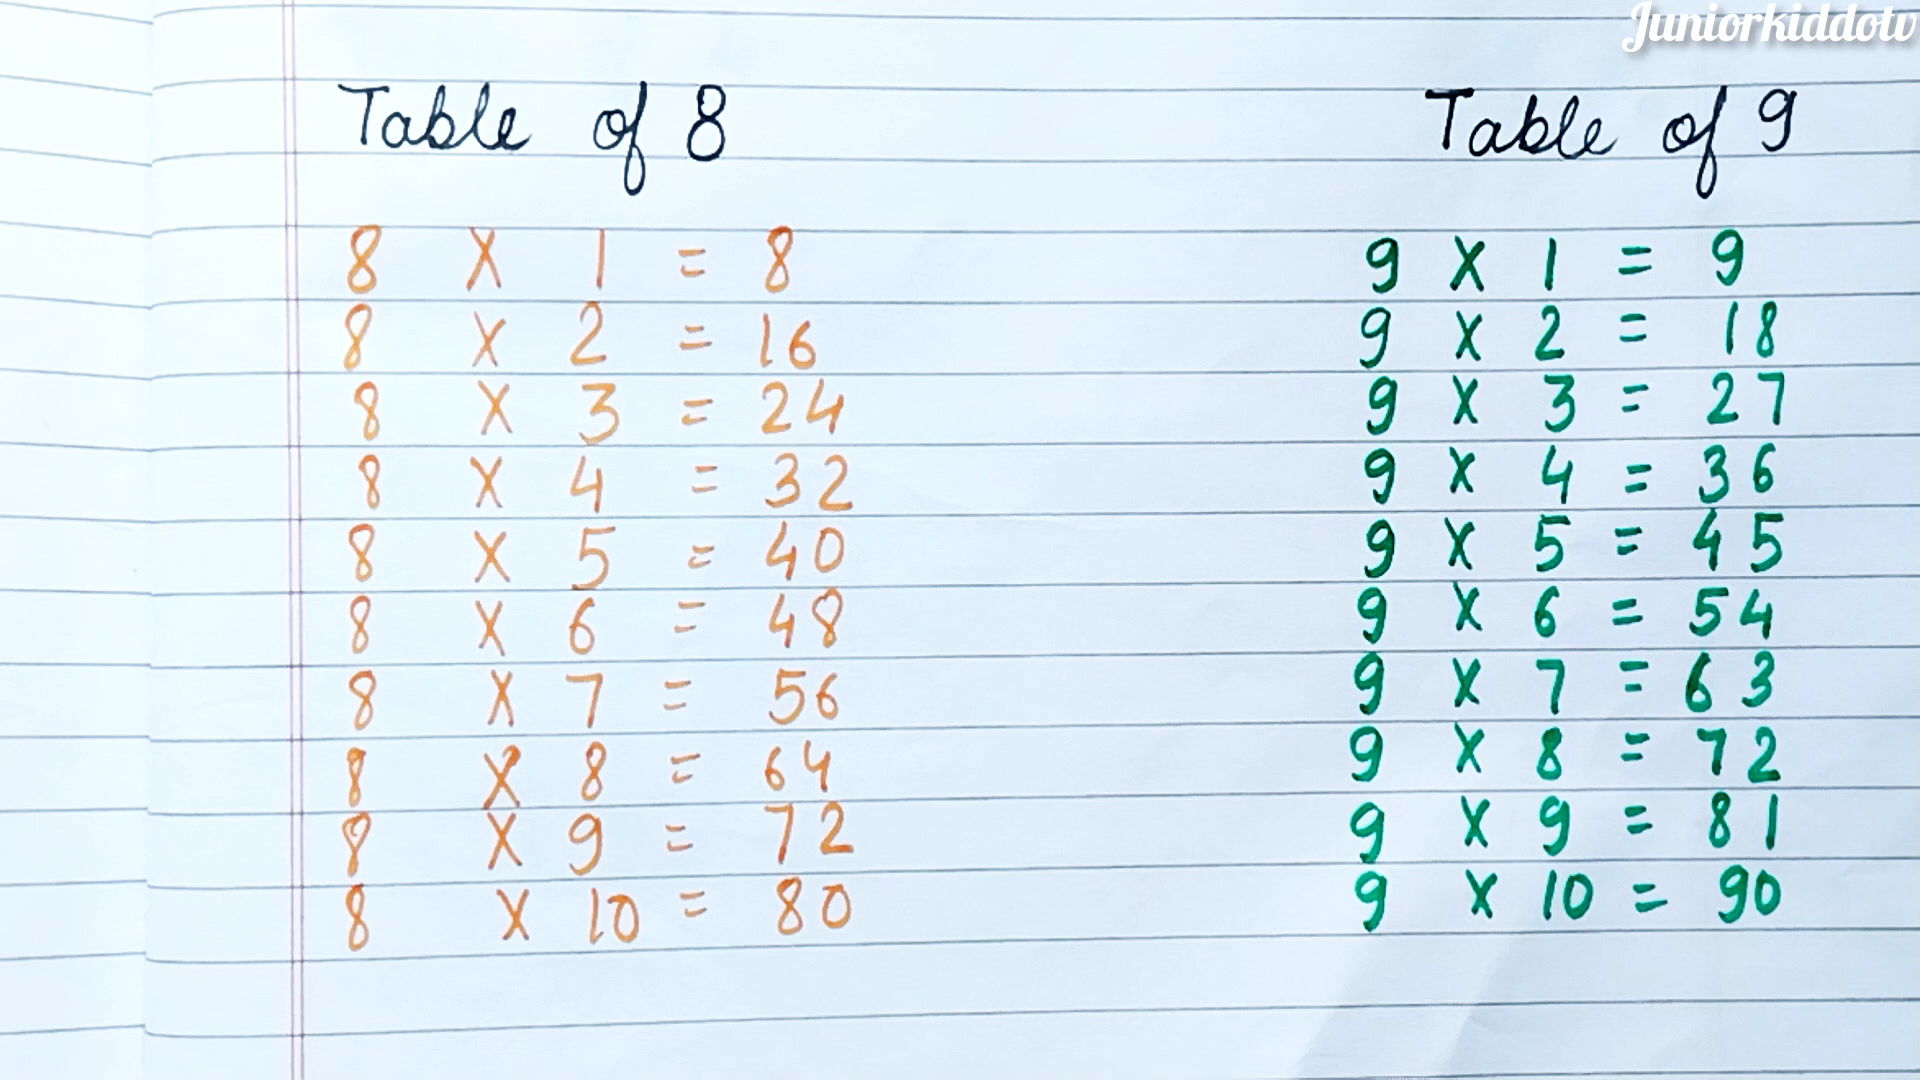 Juniorkiddotv
Table of 8
8 X 1 = 8
8 X 2 = 16
8 X 3 = 24
8 X 4 = 32
8 X 5 = 40
8 X 6 = 48
8 X 7 = 56
8 X 8 = 64
8 X 9 = 72
8 X 10 = 80
Table of 9
9 X 1 = 9
9 X 2 = 18
9 X 3 = 27
9 X 4 = 36
9 X 5 = 45
9 X 6 = 54
9 X 7 = 63
9 X 8 = 72
9 X 9 = 81
9 X 10 = 90